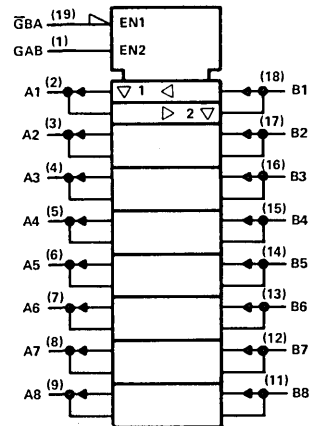 G̅BA (19) EN1
GAB (1) EN2
A1 (2) ▽ 1 ◁ (18) B1
▷ 2 ▽
A2 (3) (17) B2
A3 (4) (16) B3
A4 (5) (15) B4
A5 (6) (14) B5
A6 (7) (13) B6
A7 (8) (12) B7
A8 (9) (11) B8